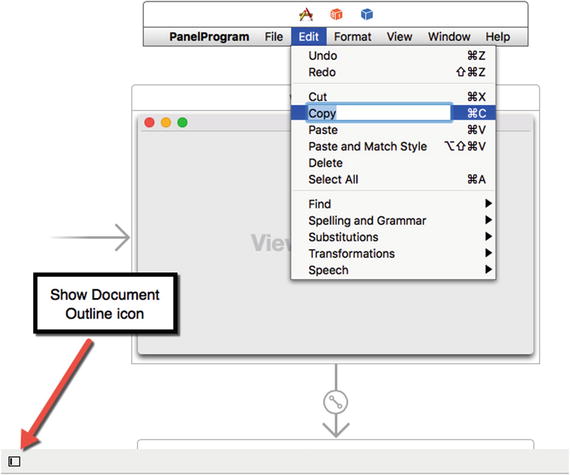 PanelProgram File Edit Format View Window Help
Undo ⌘Z
Redo ⇧⌘Z
Cut ⌘X
Copy ⌘C
Paste ⌘V
Paste and Match Style ⌥⇧⌘V
Delete
Select All ⌘A
Find
Spelling and Grammar
Substitutions
Transformations
Speech
View
Show Document
Outline icon